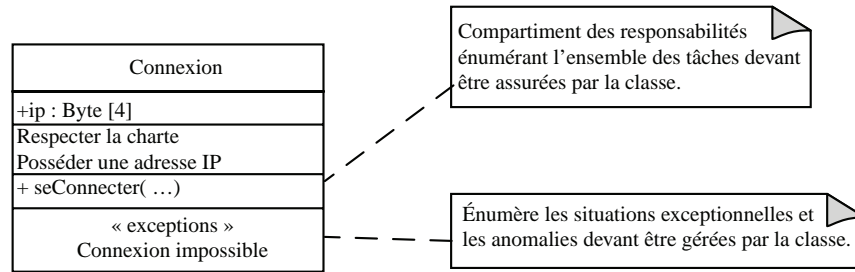 Connexion
+ip : Byte [4]
Respecter la charte
Posséder une adresse IP
+ seConnecter( …)
« exceptions »
Connexion impossible
Compartiment des responsabilités
énumérant l’ensemble des tâches devant
être assurées par la classe.
Énumère les situations exceptionnelles et
les anomalies devant être gérées par la classe.